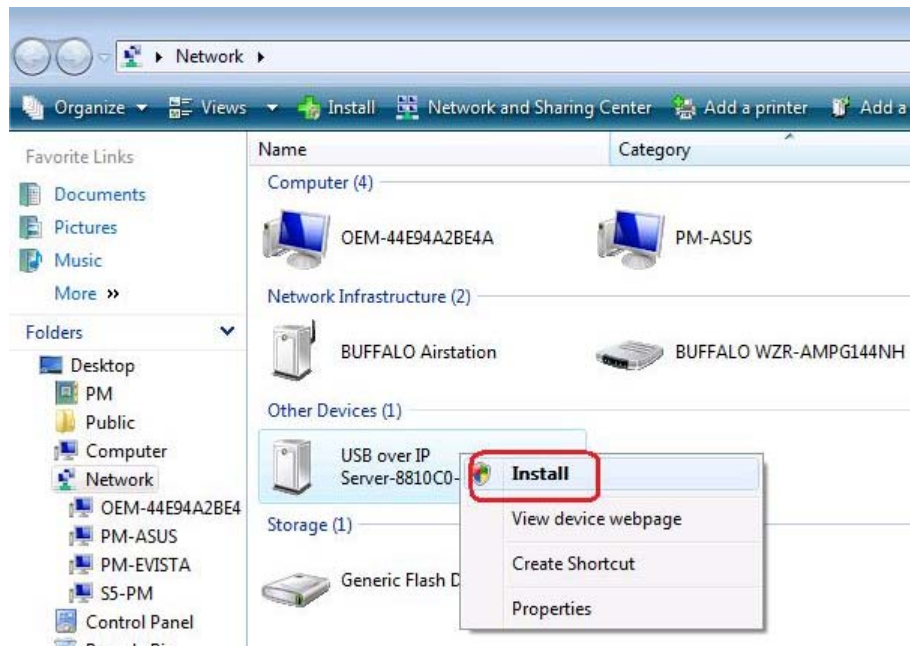 Network
Organize Views Install Network and Sharing Center Add a printer Add a
Favorite Links
Documents
Pictures
Music
More »
Folders
Desktop
PM
Public
Computer
Network
OEM-44E94A2BE4
PM-ASUS
PM-EVISTA
S5-PM
Control Panel
Name Category
Computer (4)
OEM-44E94A2BE4A PM-ASUS
Network Infrastructure (2)
BUFFALO Airstation BUFFALO WZR-AMPG144NH
Other Devices (1)
USB over IP
Server-8810C0-
Storage (1)
Generic Flash D
Install
View device webpage
Create Shortcut
Properties